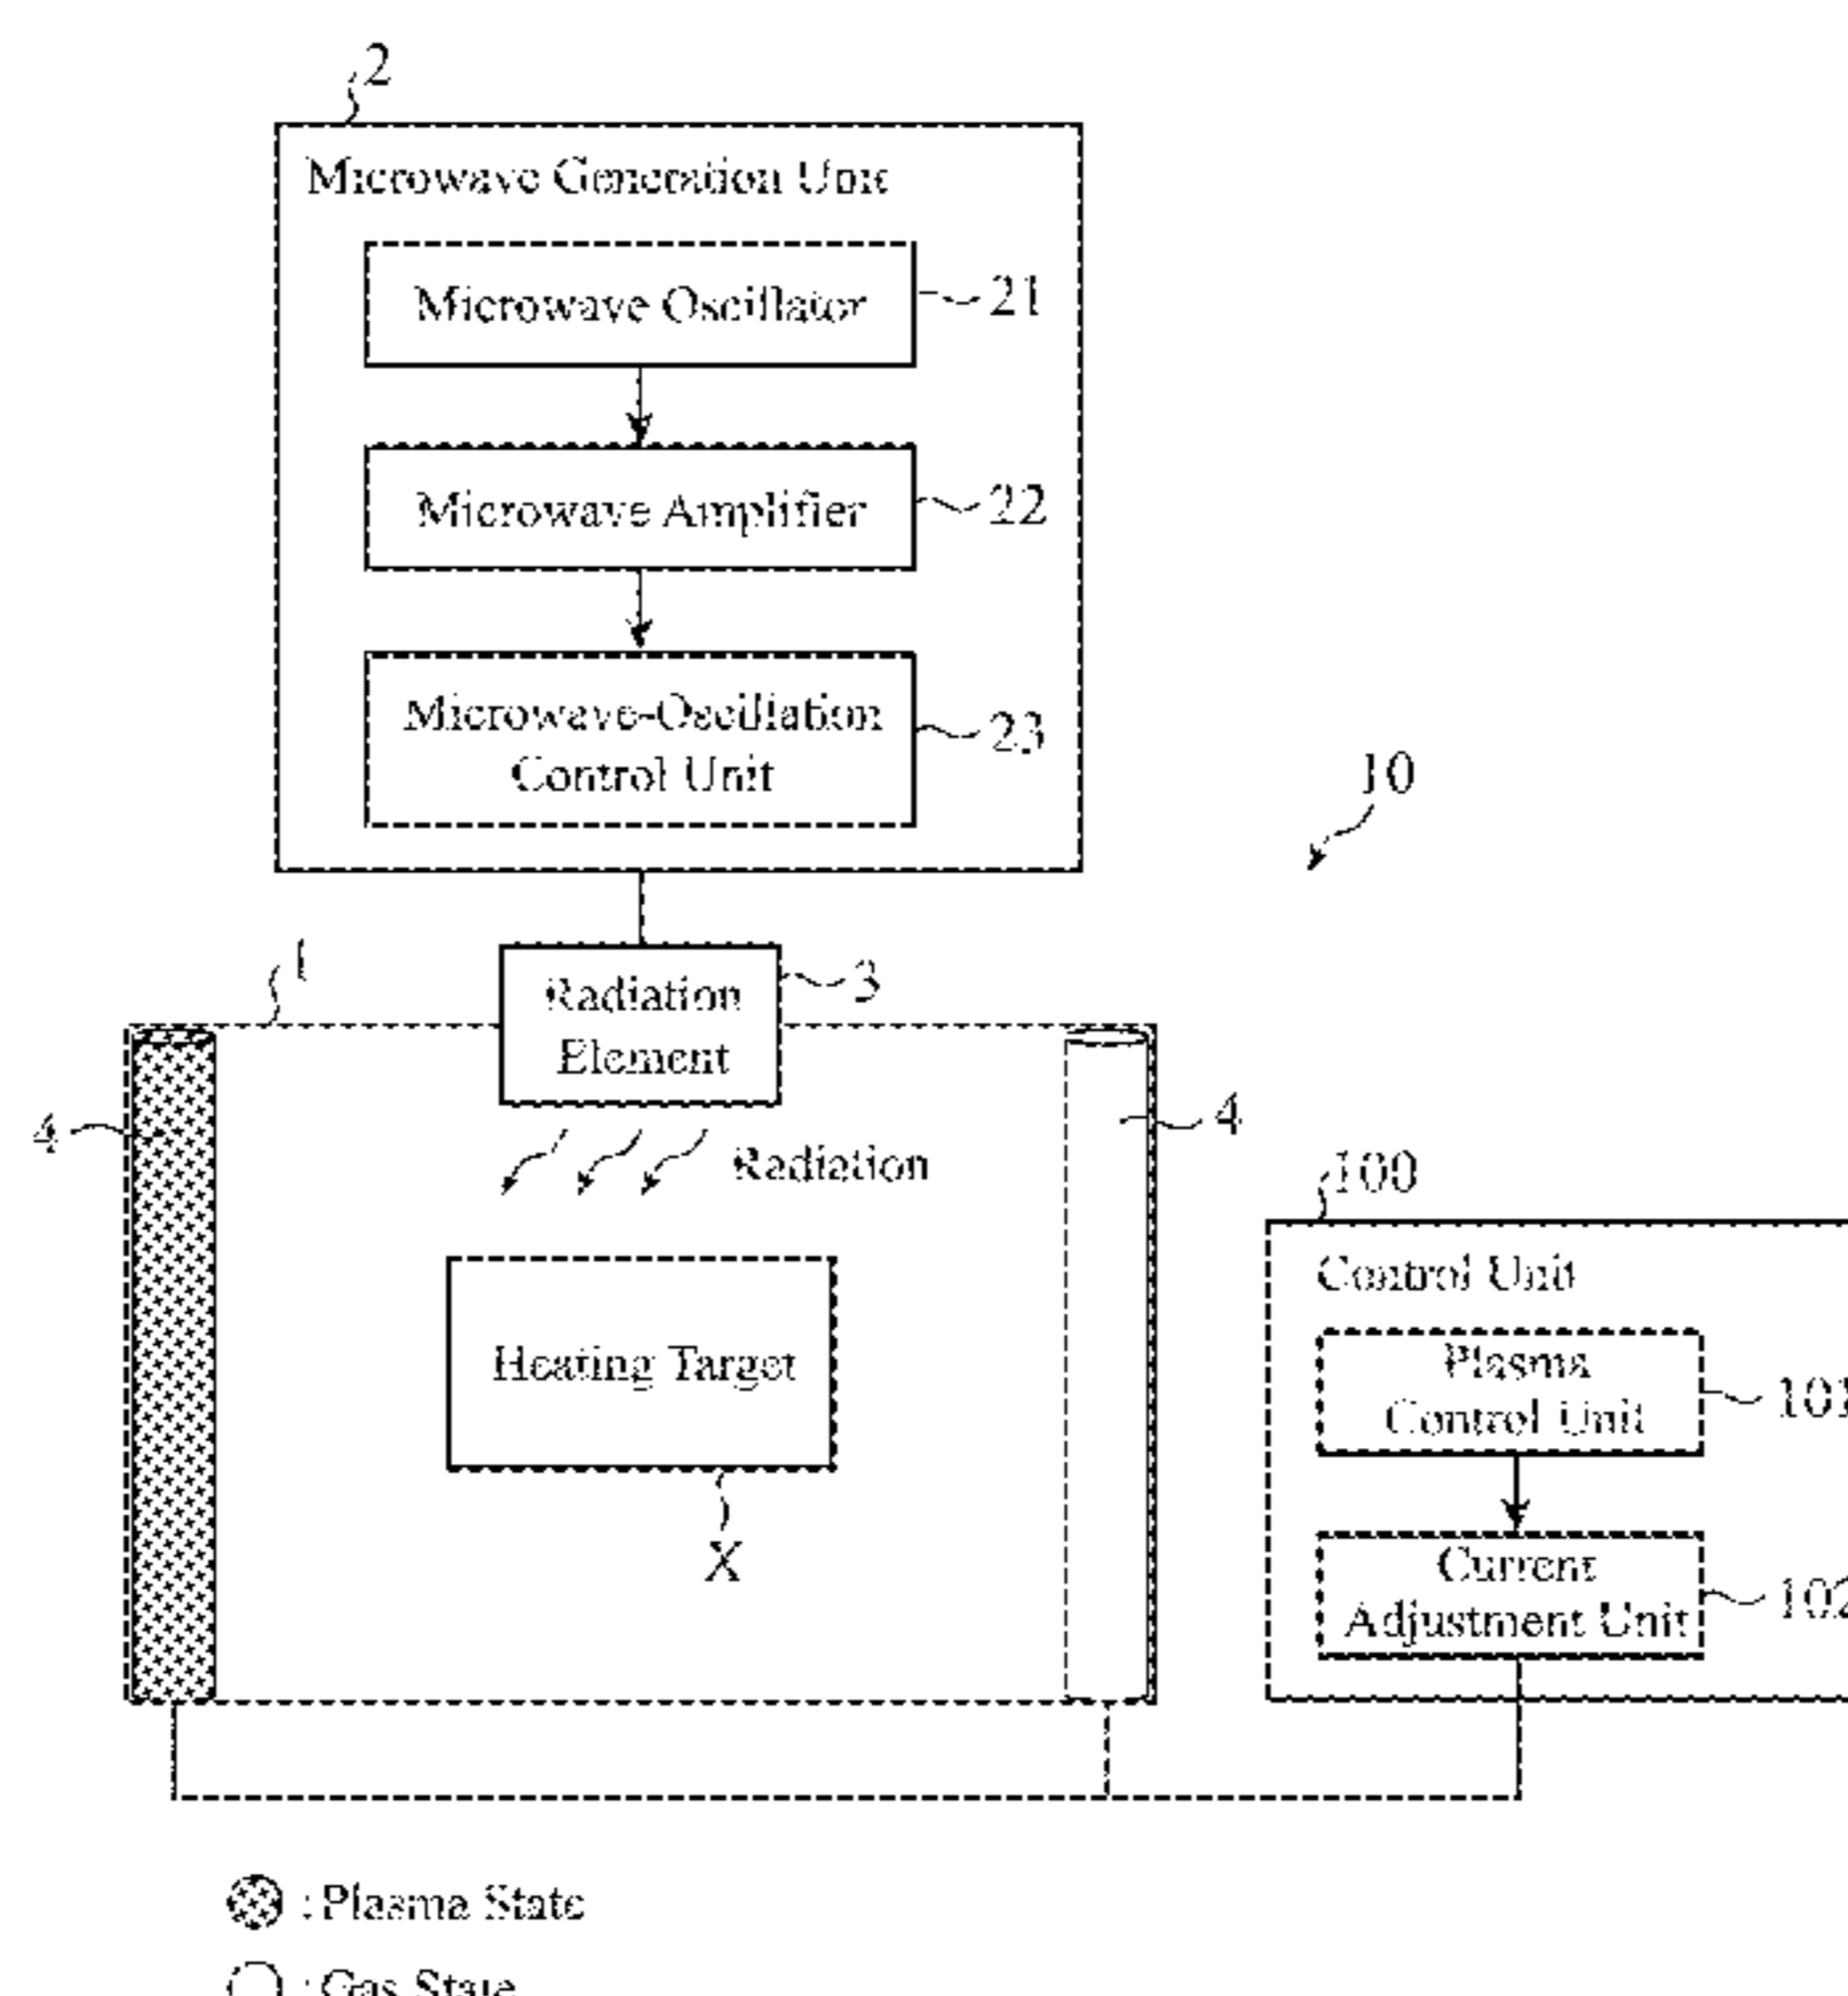 2
Microwave Generation Unit
Microwave Oscillator
21
Microwave Amplifier
22
Microwave-Oscillation
Control Unit
23
10
1
Radiation
Element
3
4
4
Radiation
100
Control Unit
Heating Target
Plasma
Control Unit
101
X
Current
Adjustment Unit
102
: Plasma State
: Gas State